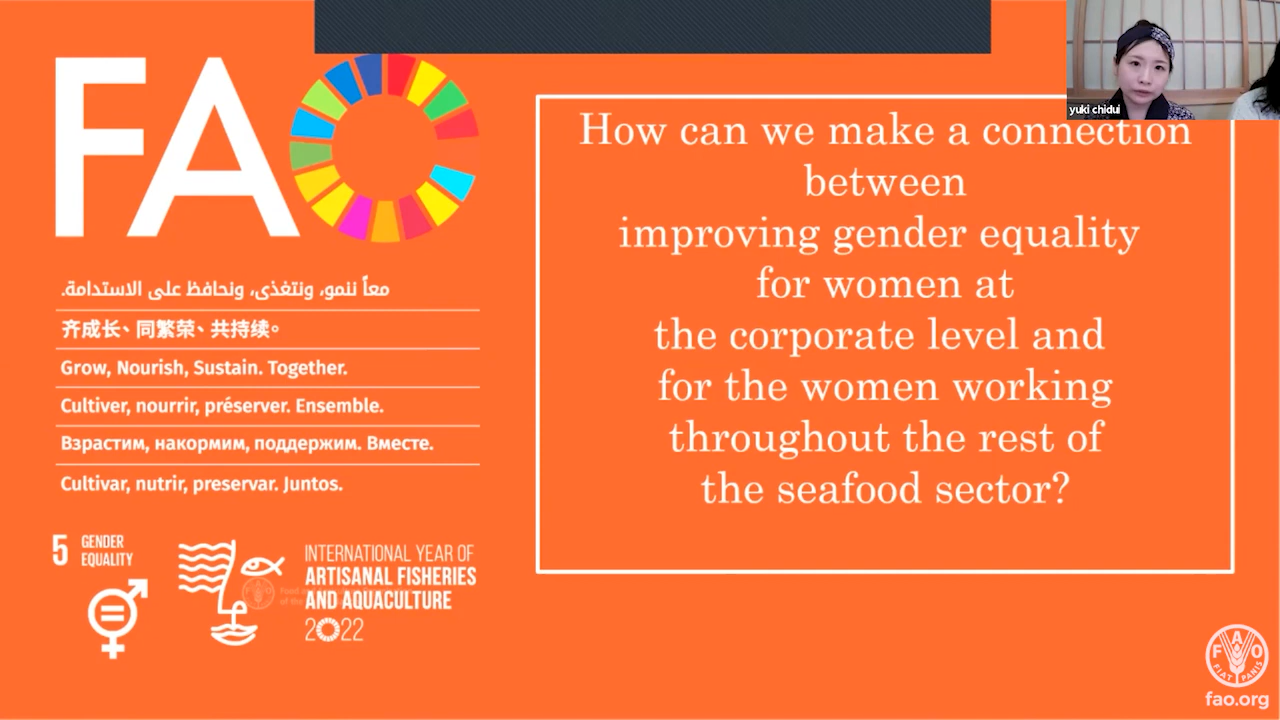 yuki chidui
FAO
How can we make a connection
between
improving gender equality
for women at
the corporate level and
for the women working
throughout the rest of
the seafood sector?
معاً ننمو، ونتغذى، ونحافظ على الاستدامة.
齐成长、同繁荣、共持续。
Grow, Nourish, Sustain. Together.
Cultiver, nourrir, préserver. Ensemble.
Взрастим, накормим, поддержим. Вместе.
Cultivar, nutrir, preservar. Juntos.
5 GENDER
EQUALITY
INTERNATIONAL YEAR OF
ARTISANAL FISHERIES
AND AQUACULTURE
2022
F A O
FIAT PANIS
fao.org